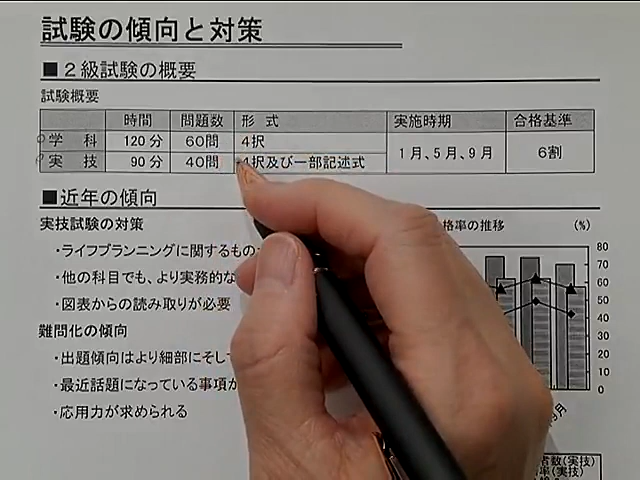 試験の傾向と対策
■２級試験の概要
試験概要
時間 問題数 形 式 実施時期 合格基準
学 科 120分 60問 4択 1月、5月、9月 6割
実 技 90分 40問 4択及び一部記述式
■近年の傾向
実技試験の対策
・ライフプランニングに関するもの
・他の科目でも、より実務的な
・図表からの読み取りが必要
難問化の傾向
・出題傾向はより細部にそし
・最近話題になっている事項が
・応用力が求められる
格率の推移 (%)
80
70
60
50
40
30
20
10
0
月
者数(実技)
率(実技)